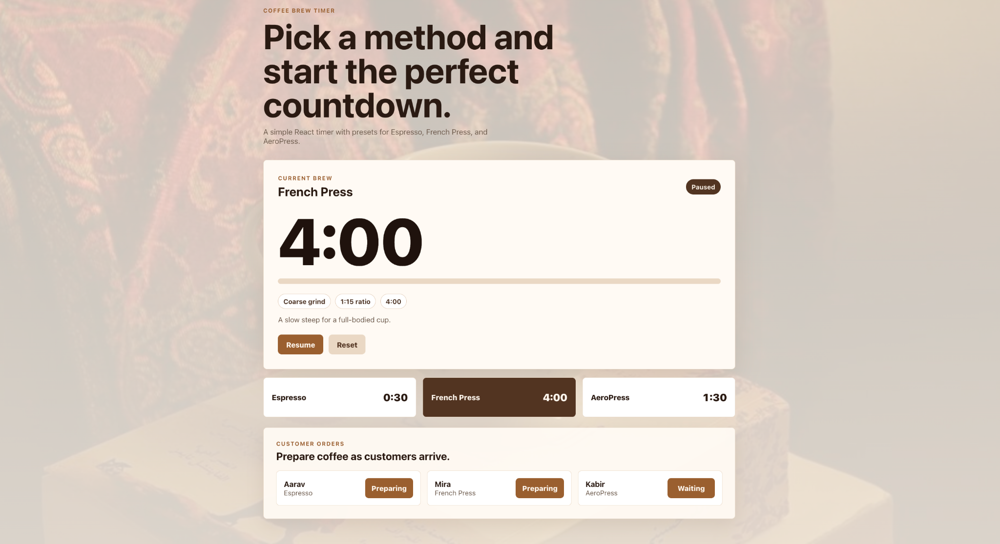 COFFEE BREW TIMER
Pick a method and
start the perfect
countdown.
A simple React timer with presets for Espresso, French Press, and
AeroPress.
CURRENT BREW
French Press
Paused
4:00
Coarse grind
1:15 ratio
4:00
A slow steep for a full-bodied cup.
Resume
Reset
Espresso
0:30
French Press
4:00
AeroPress
1:30
CUSTOMER ORDERS
Prepare coffee as customers arrive.
Aarav
Espresso
Preparing
Mira
French Press
Preparing
Kabir
AeroPress
Waiting